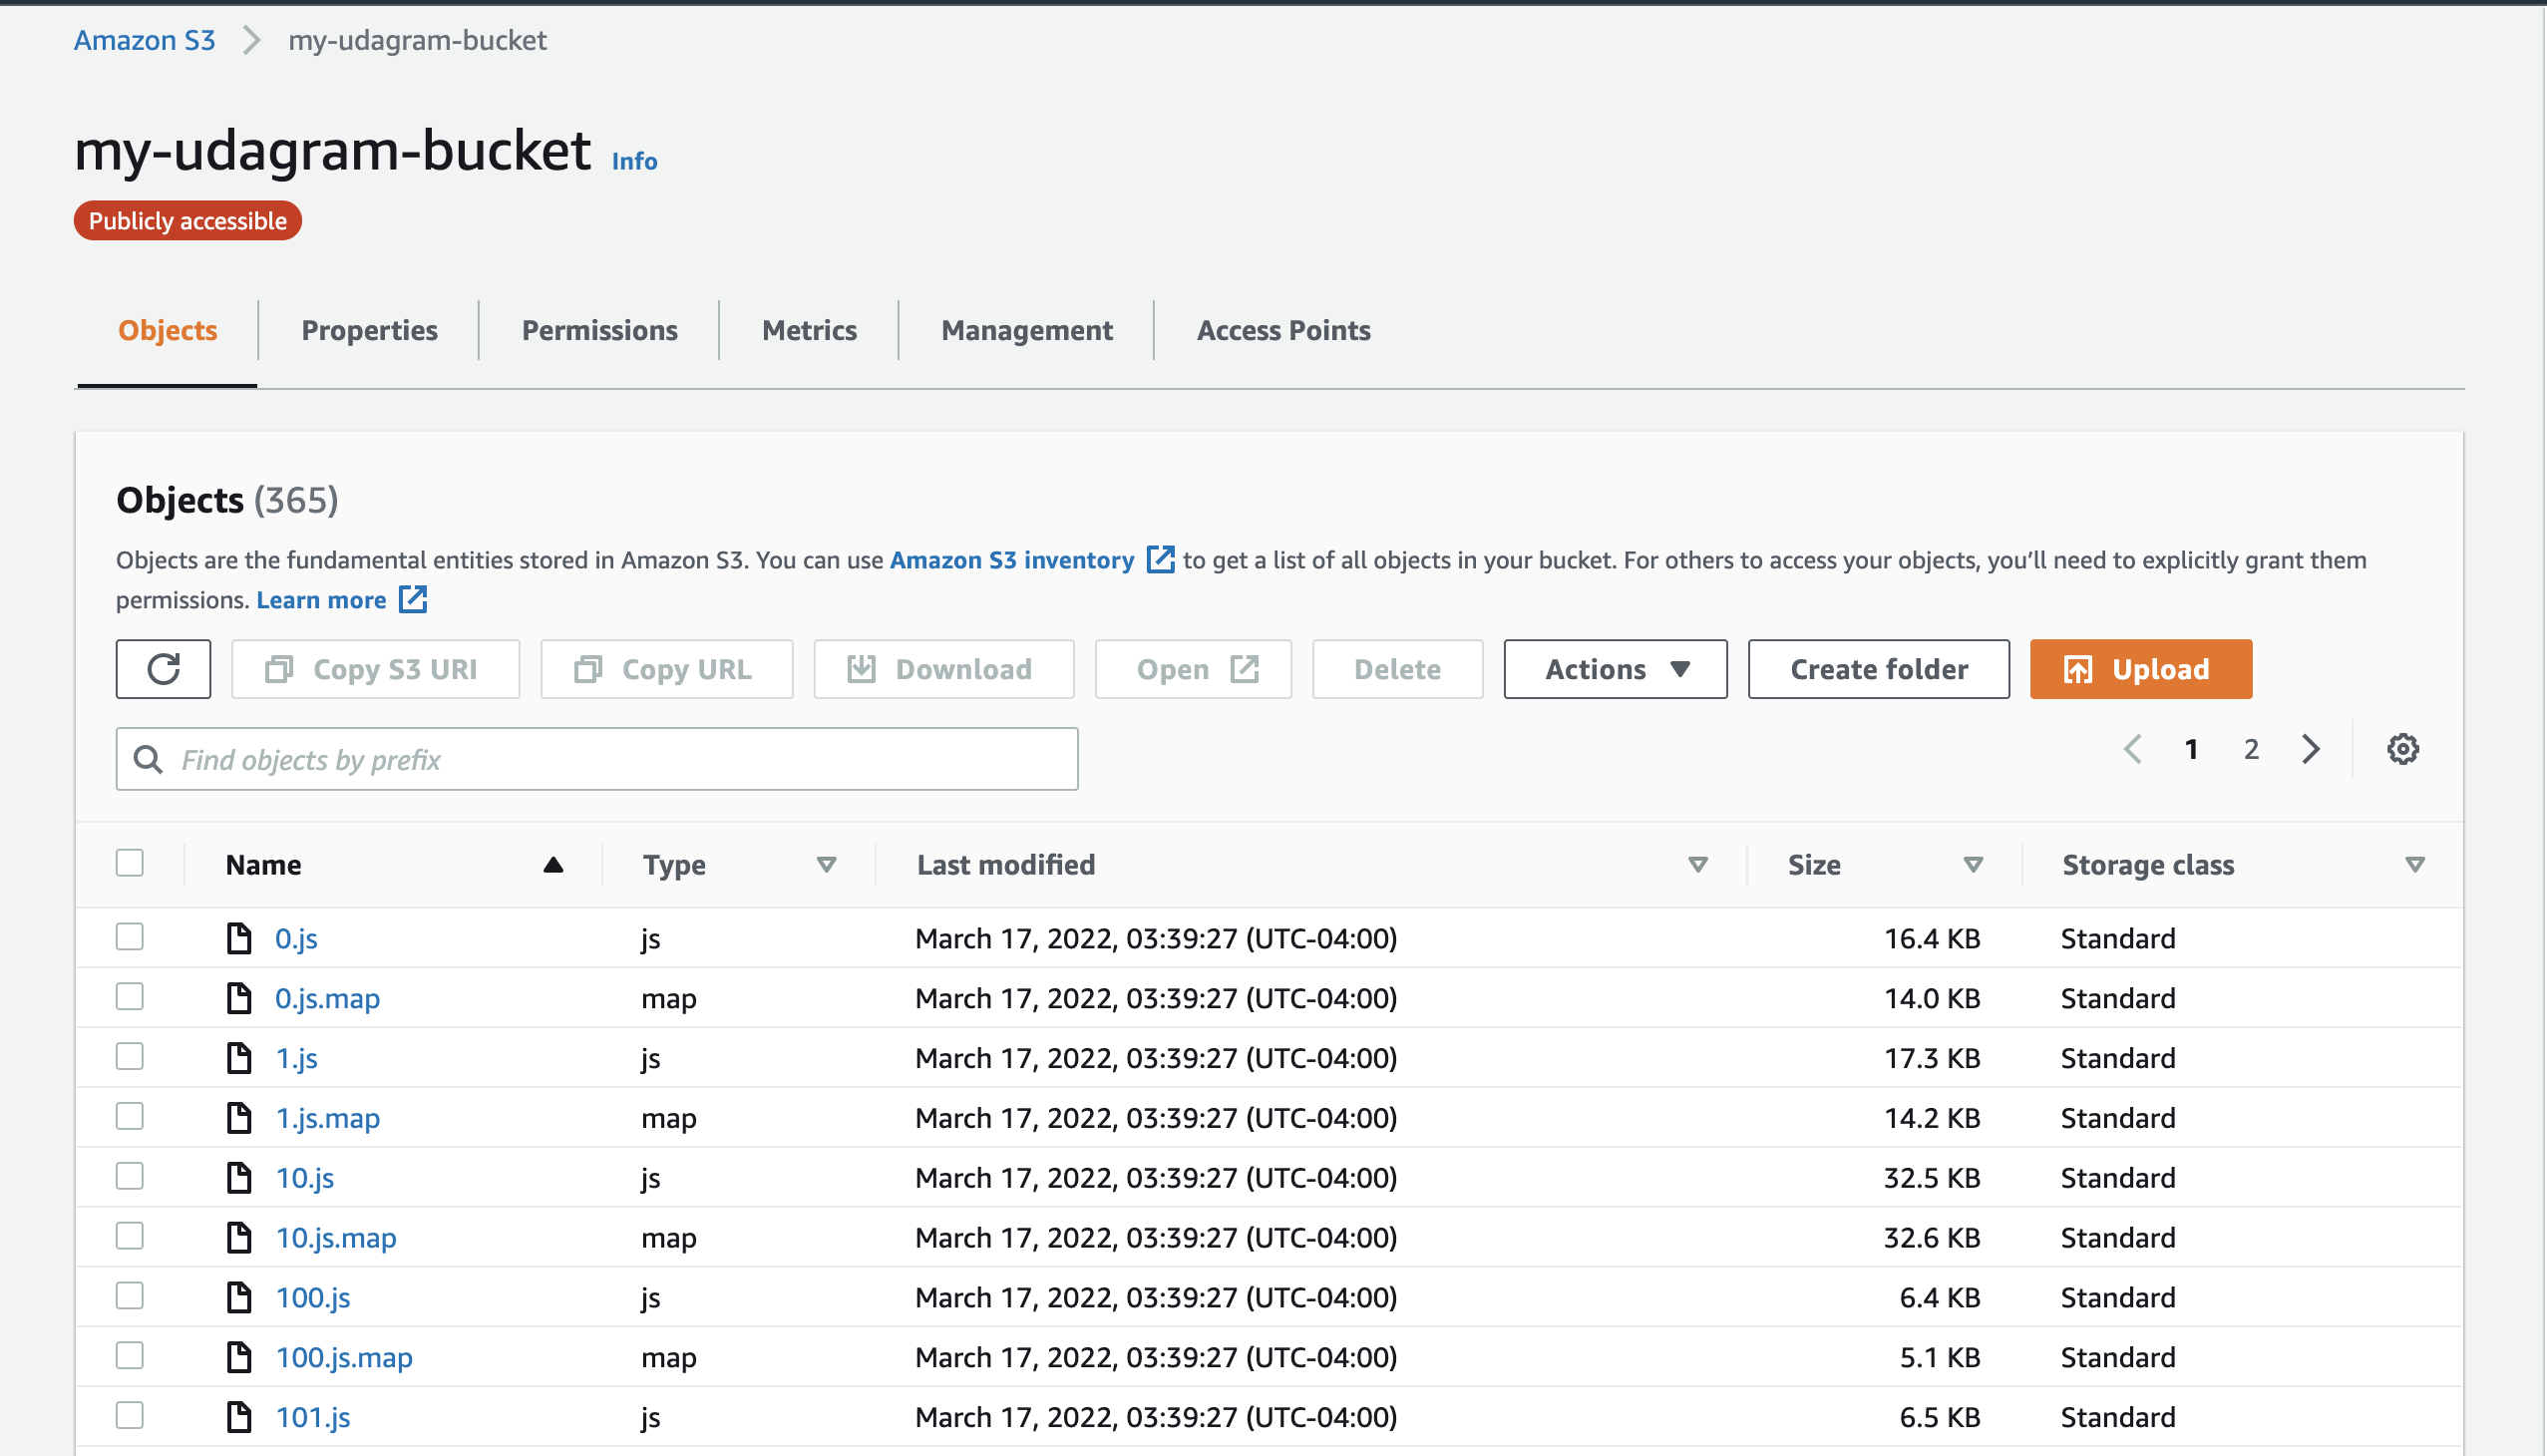 Amazon S3 my-udagram-bucket
my-udagram-bucket Info
Publicly accessible
Objects Properties Permissions Metrics Management Access Points
Objects (365)
Objects are the fundamental entities stored in Amazon S3. You can use Amazon S3 inventory to get a list of all objects in your bucket. For others to access your objects, you’ll need to explicitly grant them
permissions. Learn more
Copy S3 URI Copy URL Download Open Delete Actions Create folder Upload
Find objects by prefix 1 2
Name Type Last modified Size Storage class
0.js js March 17, 2022, 03:39:27 (UTC-04:00) 16.4 KB Standard
0.js.map map March 17, 2022, 03:39:27 (UTC-04:00) 14.0 KB Standard
1.js js March 17, 2022, 03:39:27 (UTC-04:00) 17.3 KB Standard
1.js.map map March 17, 2022, 03:39:27 (UTC-04:00) 14.2 KB Standard
10.js js March 17, 2022, 03:39:27 (UTC-04:00) 32.5 KB Standard
10.js.map map March 17, 2022, 03:39:27 (UTC-04:00) 32.6 KB Standard
100.js js March 17, 2022, 03:39:27 (UTC-04:00) 6.4 KB Standard
100.js.map map March 17, 2022, 03:39:27 (UTC-04:00) 5.1 KB Standard
101.js js March 17, 2022, 03:39:27 (UTC-04:00) 6.5 KB Standard